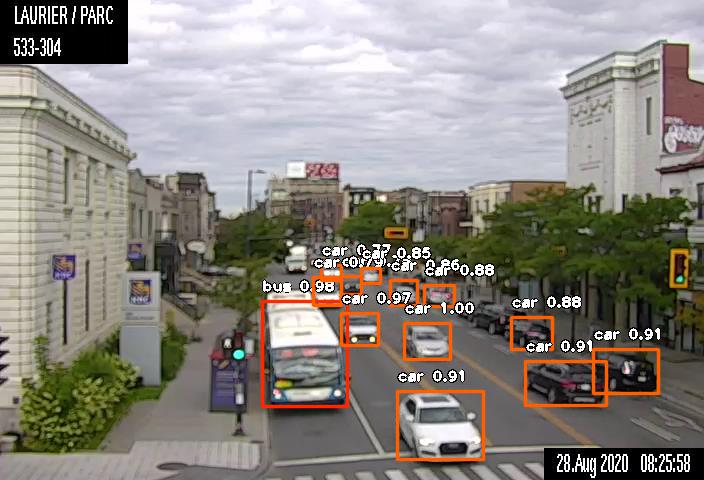 LAURIER / PARC
533-304
car 0.77
car 0.85
car 0.88
bus 0.98
car 0.97
car 1.00
car 0.88
car 0.91
car 0.91
car 0.91
RBC
28.Aug 2020 08:25:58